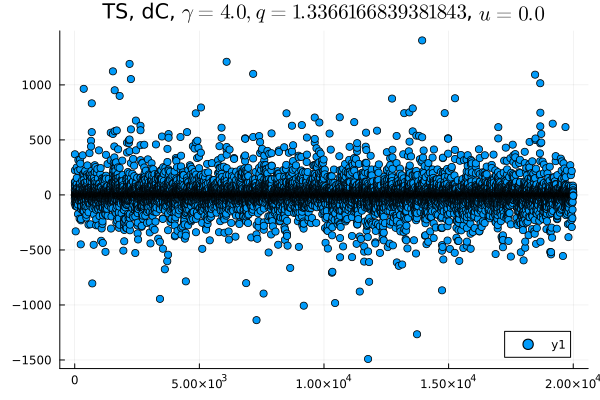 TS, dC, γ = 4.0, q = 1.3366166839381843, u = 0.0
1000
500
0
−500
−1000
−1500
y1
0 5.00×10³ 1.00×10⁴ 1.50×10⁴ 2.00×10⁴